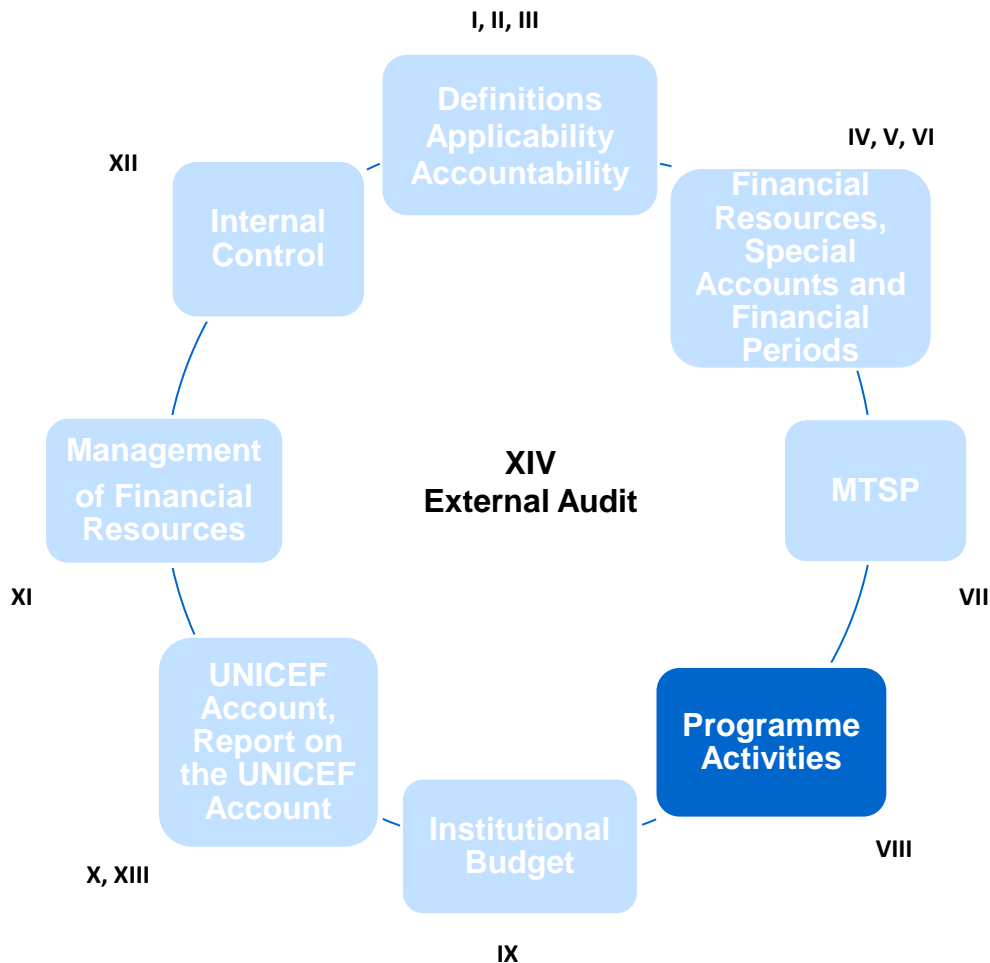 I, II, III
Definitions
Applicability
Accountability
IV, V, VI
Financial
Resources,
Special
Accounts and
Financial
Periods
XII
Internal
Control
Management
of Financial
Resources
XI
XIV
External Audit
MTSP
VII
Programme
Activities
VIII
UNICEF
Account,
Report on
the UNICEF
Account
X, XIII
Institutional
Budget
IX